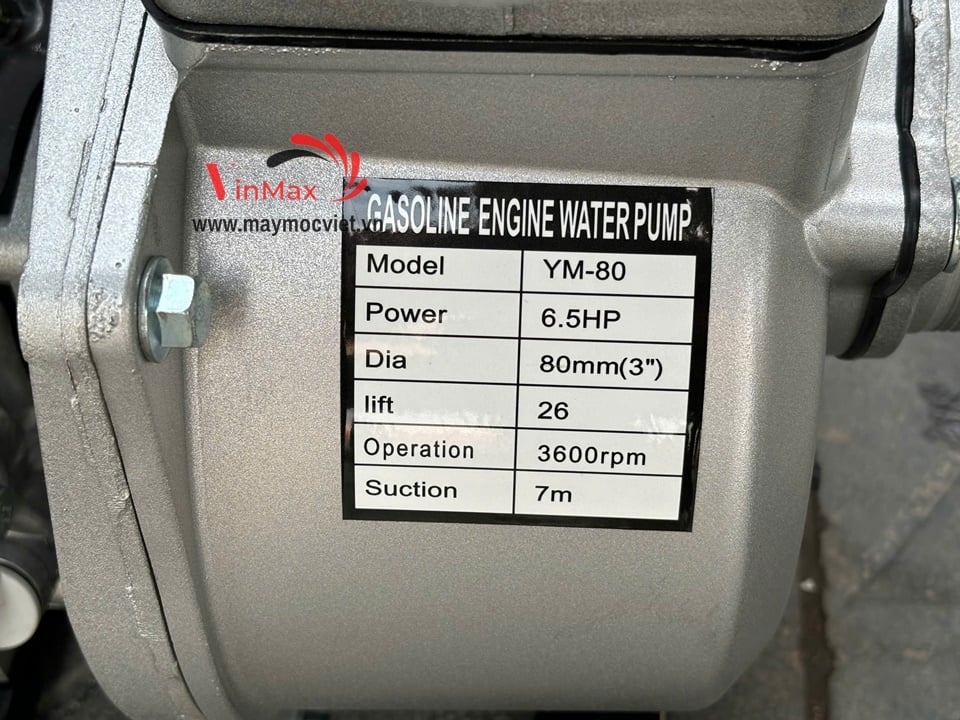 VinMax
www.maymocviet.vn
GASOLINE ENGINE WATER PUMP
Model YM-80
Power 6.5HP
Dia 80mm(3")
lift 26
Operation 3600rpm
Suction 7m